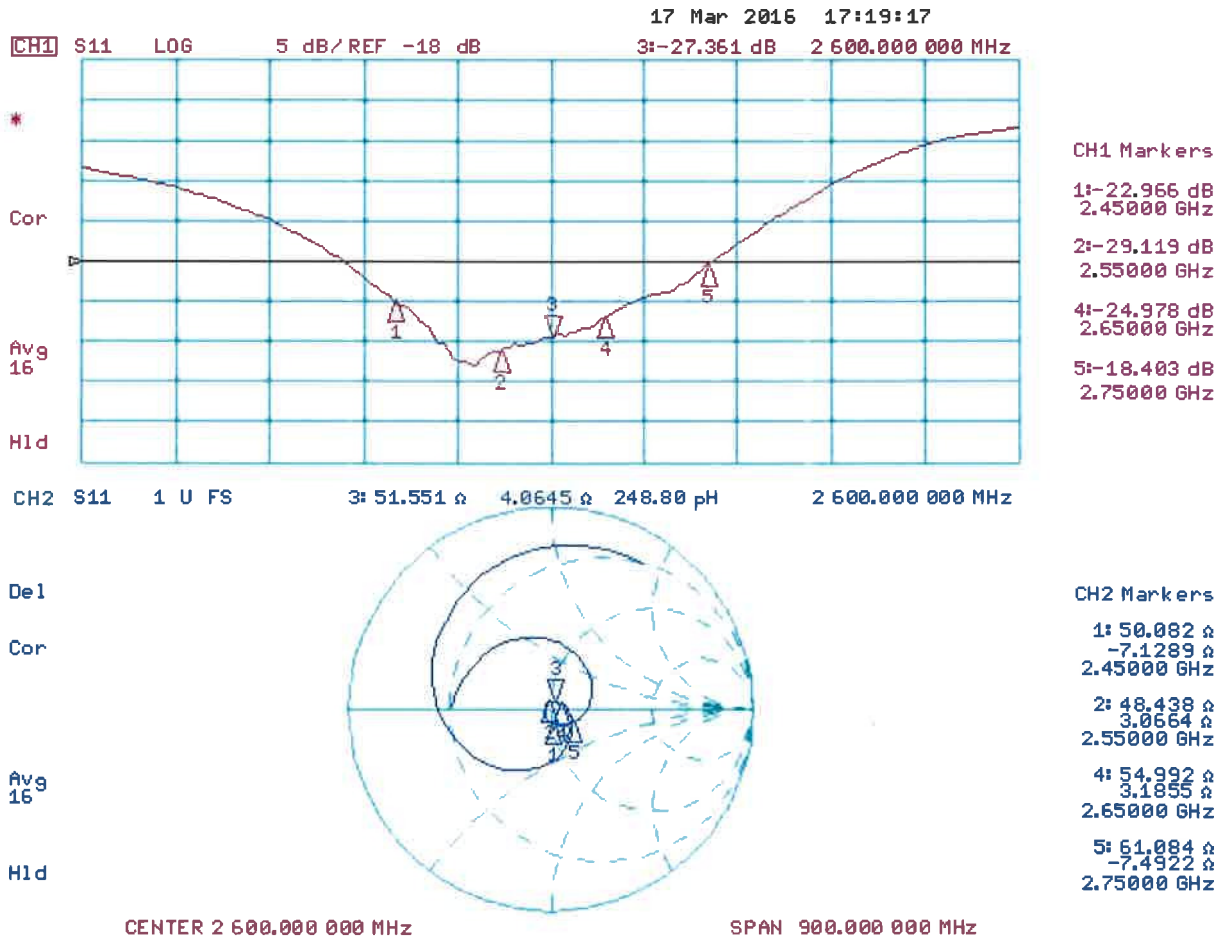 17 Mar 2016 17:19:17
CH1 S11 LOG 5 dB/REF -18 dB 3:-27.361 dB 2 600.000 000 MHz
*
Cor
Avg
16
Hld
1
2
3
4
5
CH1 Markers
1:-22.966 dB
2.45000 GHz
2:-29.119 dB
2.55000 GHz
4:-24.978 dB
2.65000 GHz
5:-18.403 dB
2.75000 GHz
CH2 S11 1 U FS 3: 51.551 Ω 4.0645 Ω 248.80 pH 2 600.000 000 MHz
Del
Cor
Avg
16
Hld
3
1
5
CH2 Markers
1: 50.082 Ω
-7.1289 Ω
2.45000 GHz
2: 48.438 Ω
3.0664 Ω
2.55000 GHz
4: 54.992 Ω
3.1855 Ω
2.65000 GHz
5: 61.084 Ω
-7.4922 Ω
2.75000 GHz
CENTER 2 600.000 000 MHz SPAN 900.000 000 MHz